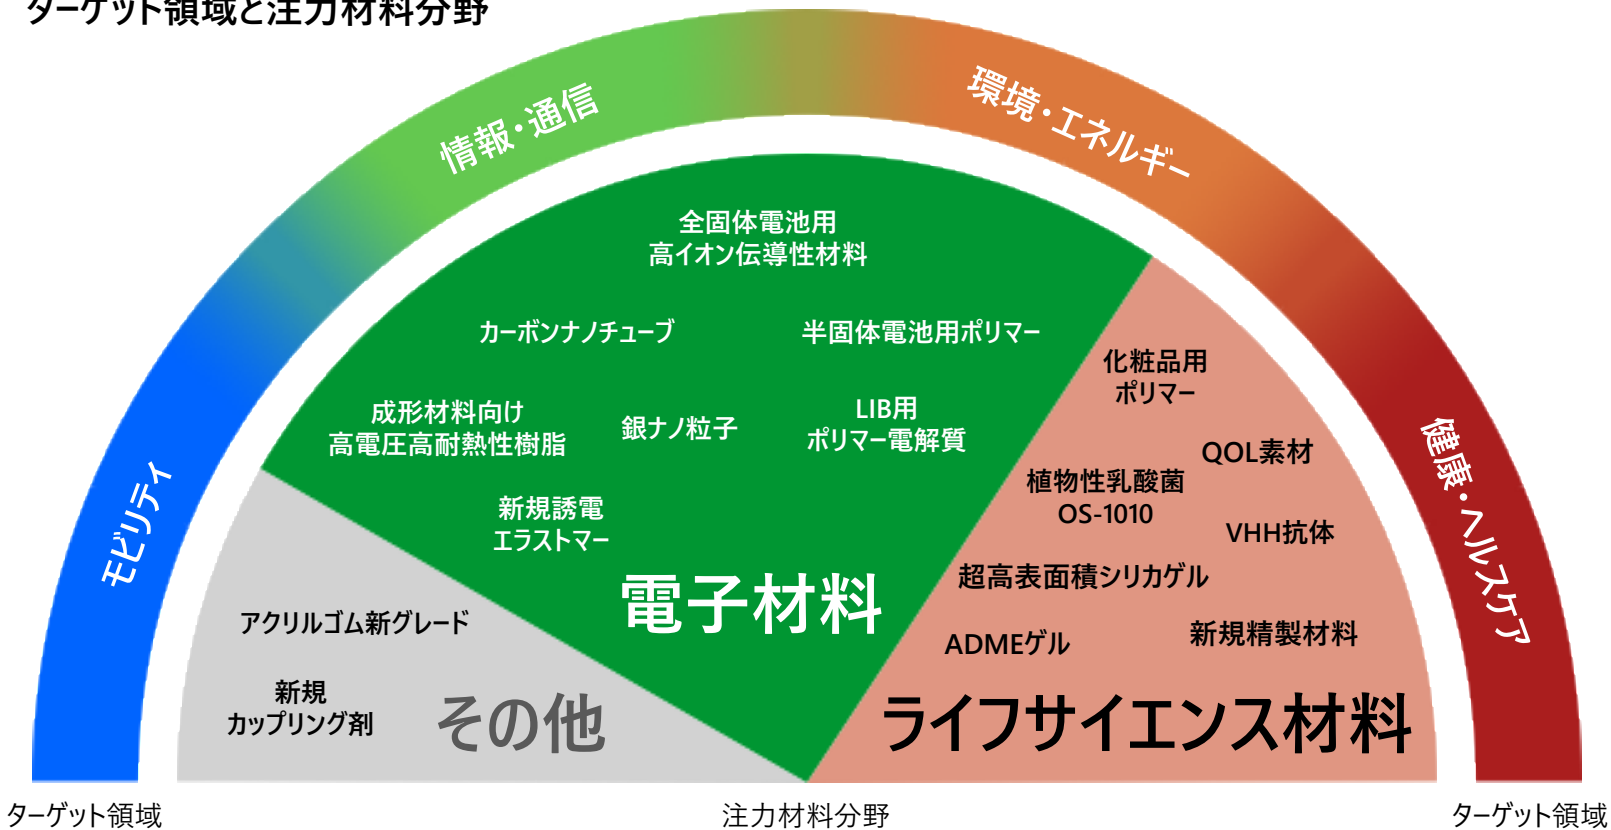 ターゲット領域と注力材料分野
情報・通信
環境・エネルギー
モビリティ
健康・ヘルスケア
全固体電池用
高イオン伝導性材料
カーボンナノチューブ
半固体電池用ポリマー
成形材料向け
高電圧高耐熱性樹脂
銀ナノ粒子
LIB用
ポリマー電解質
新規誘電
エラストマー
電子材料
化粧品用
ポリマー
QOL素材
植物性乳酸菌
OS-1010
VHH抗体
超高表面積シリカゲル
ADMEゲル
新規精製材料
ライフサイエンス材料
アクリルゴム新グレード
新規
カップリング剤
その他
ターゲット領域
注力材料分野
ターゲット領域